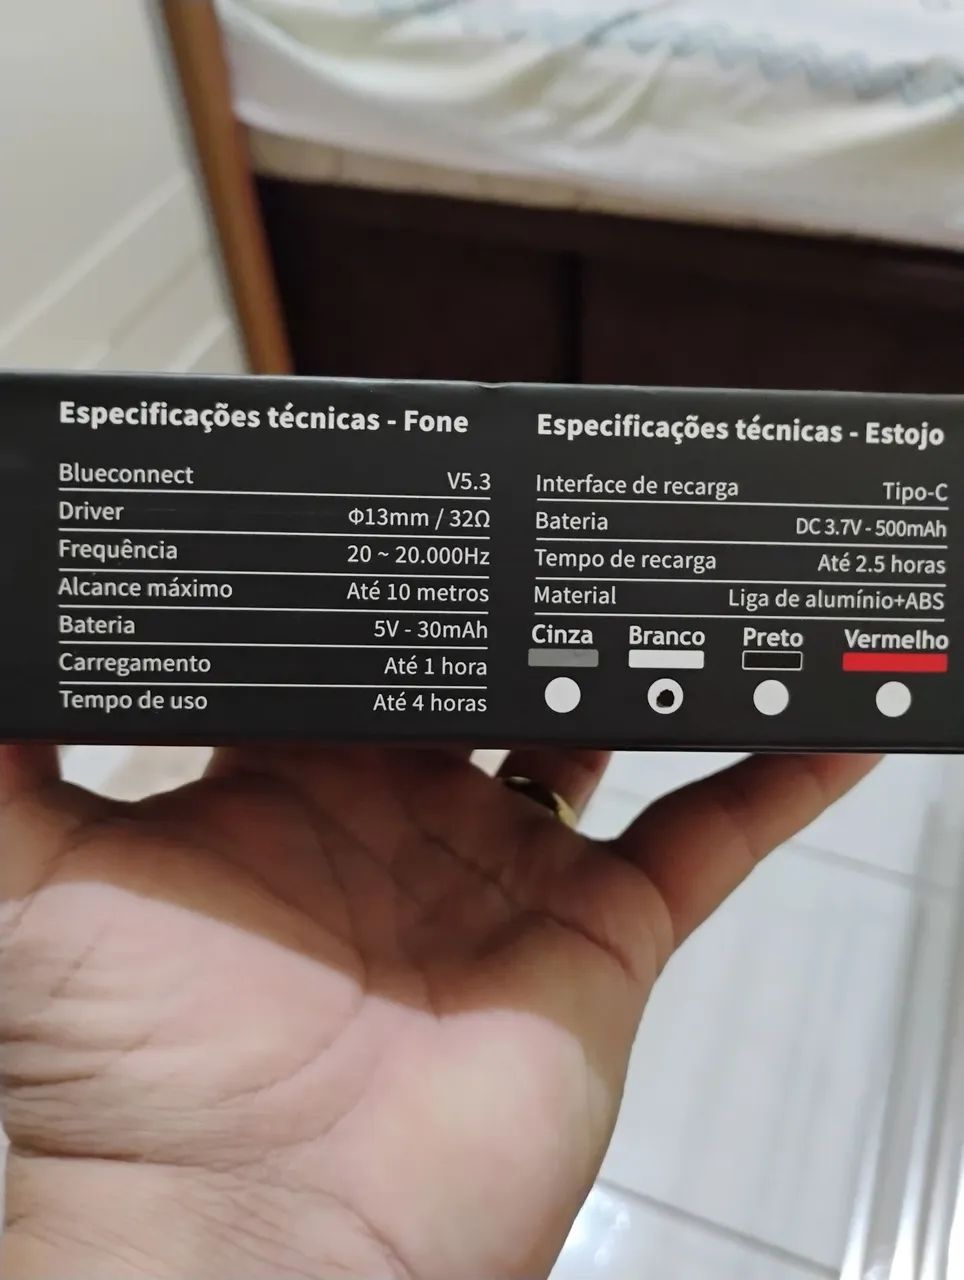 Especificações técnicas - Fone
Blueconnect V5.3
Driver Φ13mm / 32Ω
Frequência 20 ~ 20.000Hz
Alcance máximo Até 10 metros
Bateria 5V - 30mAh
Carregamento Até 1 hora
Tempo de uso Até 4 horas
Especificações técnicas - Estojo
Interface de recarga Tipo-C
Bateria DC 3.7V - 500mAh
Tempo de recarga Até 2.5 horas
Material Liga de alumínio+ABS
Cinza Branco Preto Vermelho